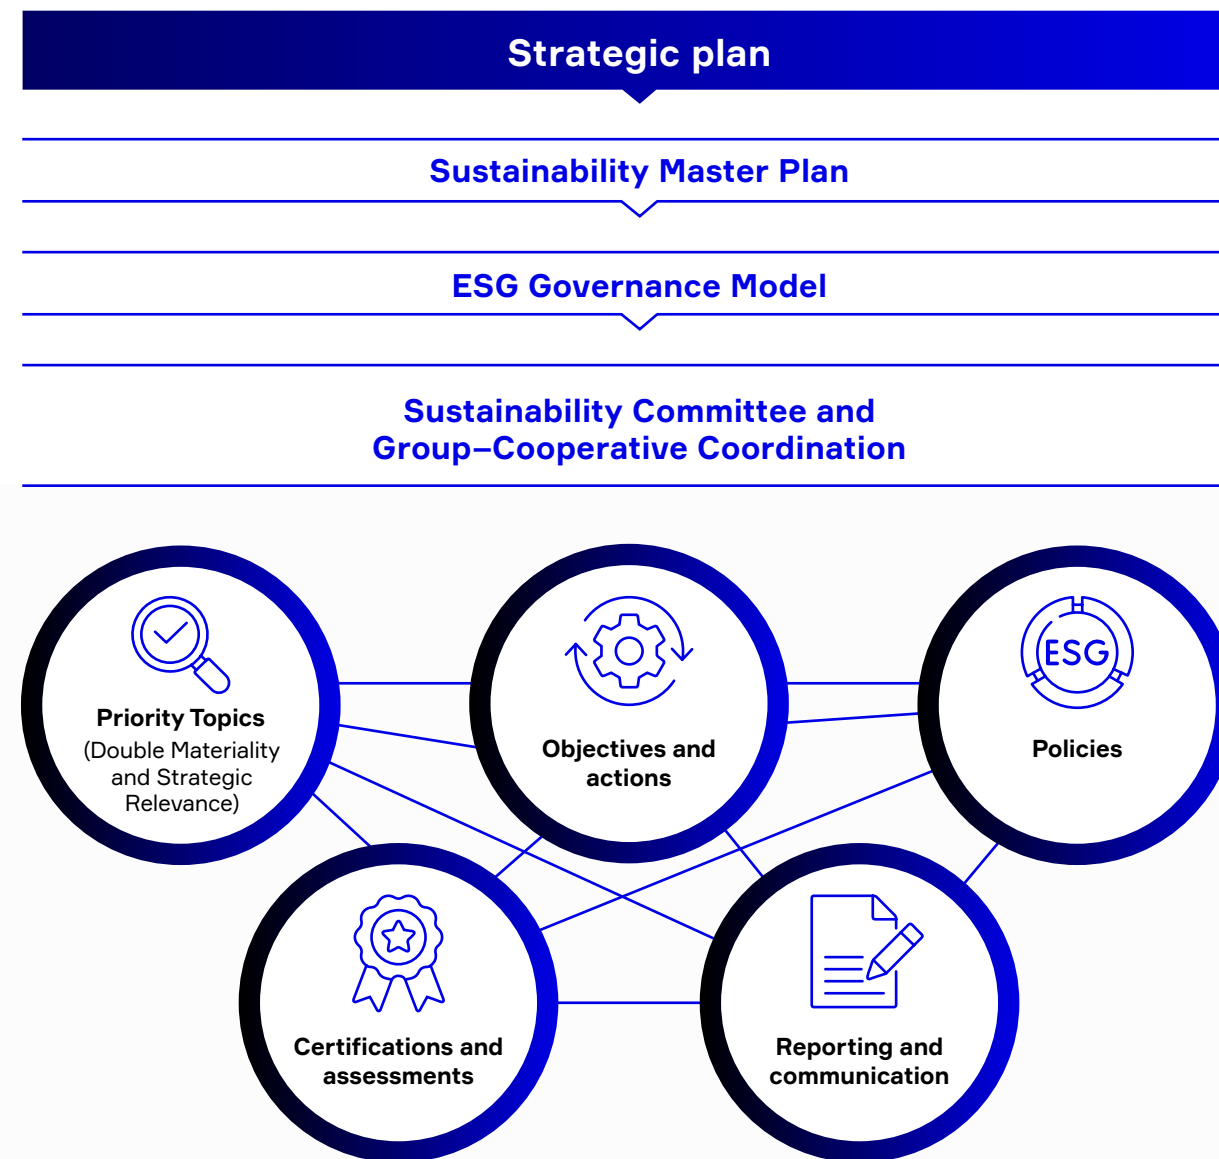 Strategic plan
Sustainability Master Plan
ESG Governance Model
Sustainability Committee and
Group–Cooperative Coordination
Priority Topics
(Double Materiality
and Strategic
Relevance)
Objectives and
actions
ESG
Policies
Certifications and
assessments
Reporting and
communication